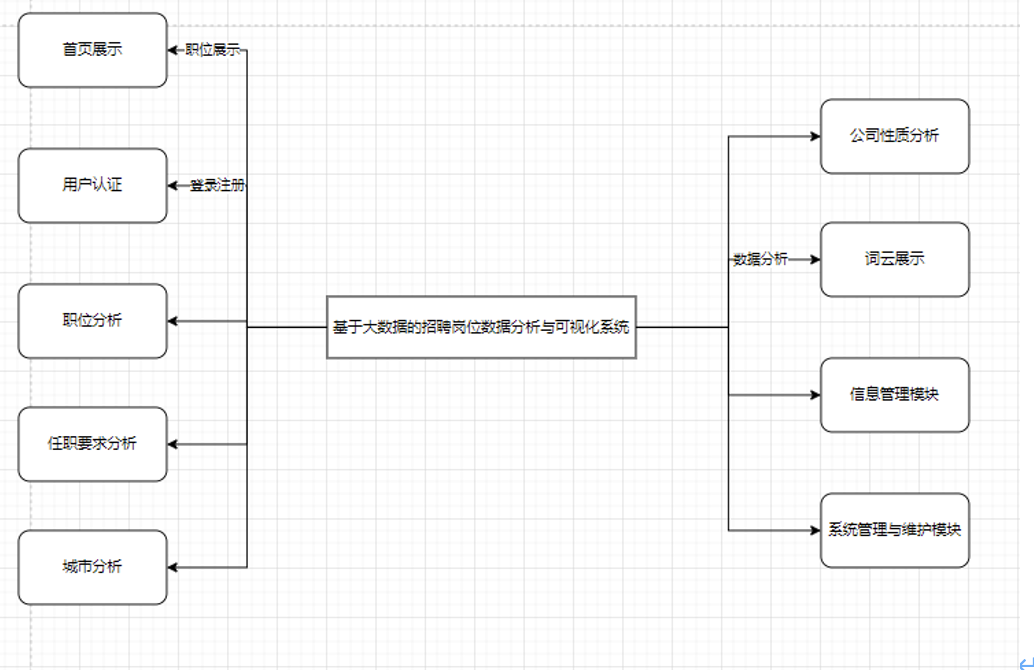 首页展示
职位展示
用户认证
登录注册
职位分析
任职要求分析
城市分析
基于大数据的招聘岗位数据分析与可视化系统
公司性质分析
数据分析
词云展示
信息管理模块
系统管理与维护模块